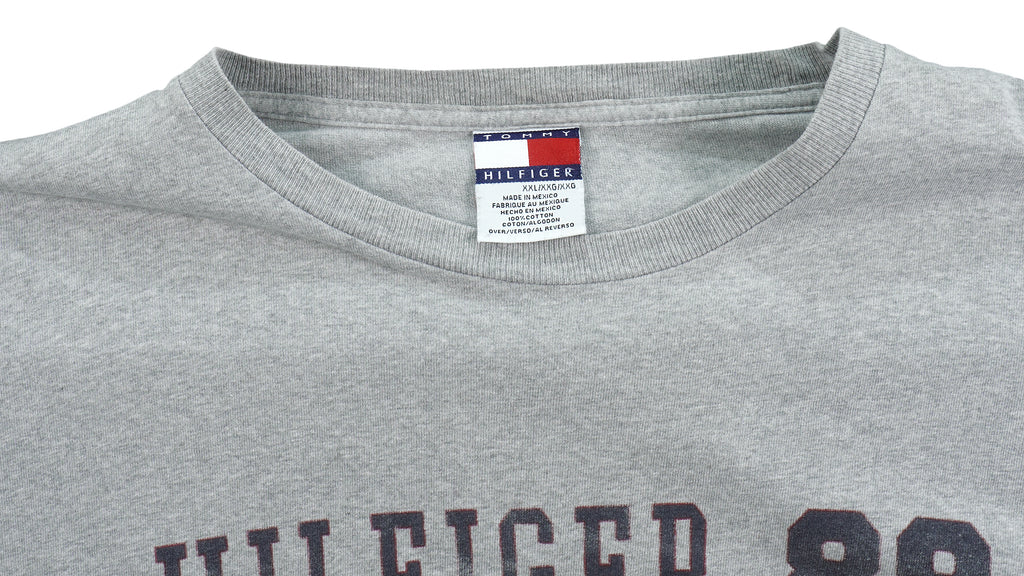 TOMMY
HILFIGER
XXL/XXG/XXG
MADE IN MEXICO
FABRIQUE AU MEXIQUE
HECHO EN MEXICO
100% COTTON
COTON/ALGODÓN
OVER/VERSO/AL REVERSO
HILFIGER